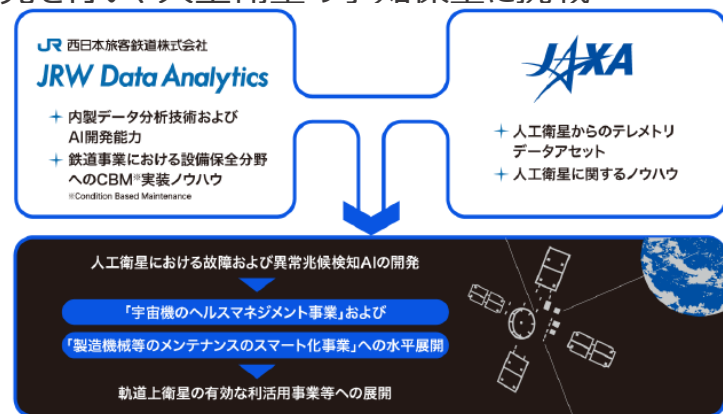 JR 西日本旅客鉄道株式会社
JRW Data Analytics
+ 内製データ分析技術および
AI開発能力
+ 鉄道事業における設備保全分野
へのCBM※実装ノウハウ
※Condition Based Maintenance
JAXA
+ 人工衛星からのテレメトリ
データアセット
+ 人工衛星に関するノウハウ
人工衛星における故障および異常兆候検知AIの開発
「宇宙機のヘルスマネジメント事業」および
「製造機械等のメンテナンスのスマート化事業」への水平展開
軌道上衛星の有効な利活用事業等への展開